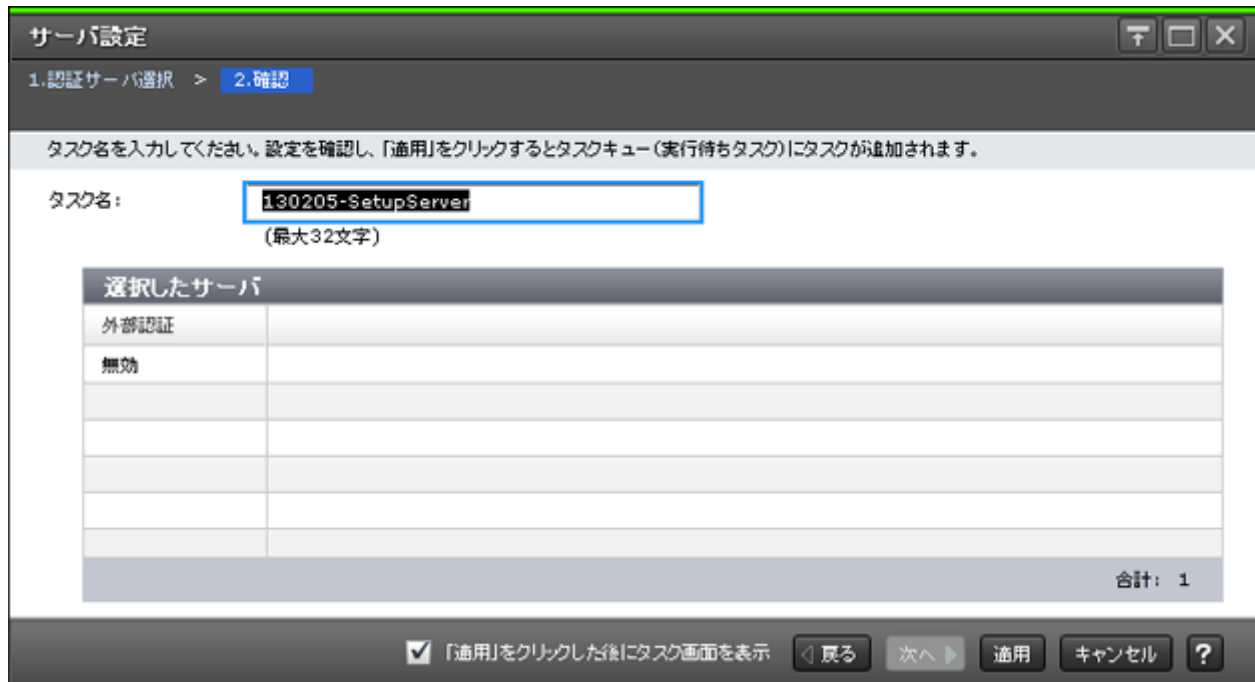 サーバ設定
1.認証サーバ選択 > 2.確認
タスク名を入力してください。設定を確認し、「適用」をクリックするとタスクキュー(実行待ちタスク)にタスクが追加されます。
タスク名: 130205-SetupServer
(最大32文字)
選択したサーバ
外部認証
無効
合計: 1
「適用」をクリックした後にタスク画面を表示 戻る 次へ 適用 キャンセル ?